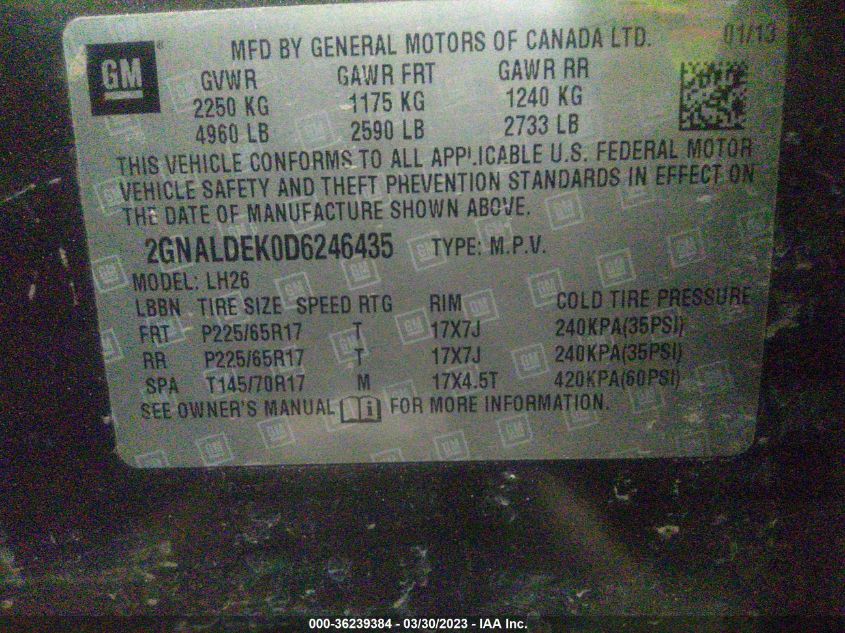 GM ® MFD BY GENERAL MOTORS OF CANADA LTD. 01/13
GVWR GAWR FRT GAWR RR
2250 KG 1175 KG 1240 KG
4960 LB 2590 LB 2733 LB
THIS VEHICLE CONFORMS TO ALL APPLICABLE U.S. FEDERAL MOTOR
VEHICLE SAFETY AND THEFT PREVENTION STANDARDS IN EFFECT ON
THE DATE OF MANUFACTURE SHOWN ABOVE.
2GNALDEK0D6246435 TYPE: M.P.V.
MODEL: LH26
LBBN TIRE SIZE SPEED RTG RIM COLD TIRE PRESSURE
FRT P225/65R17 T 17X7J 240KPA(35PSI)
RR P225/65R17 T 17X7J 240KPA(35PSI)
SPA T145/70R17 M 17X4.5T 420KPA(60PSI)
SEE OWNER'S MANUAL i FOR MORE INFORMATION.
000-36239384 - 03/30/2023 - IAA Inc.